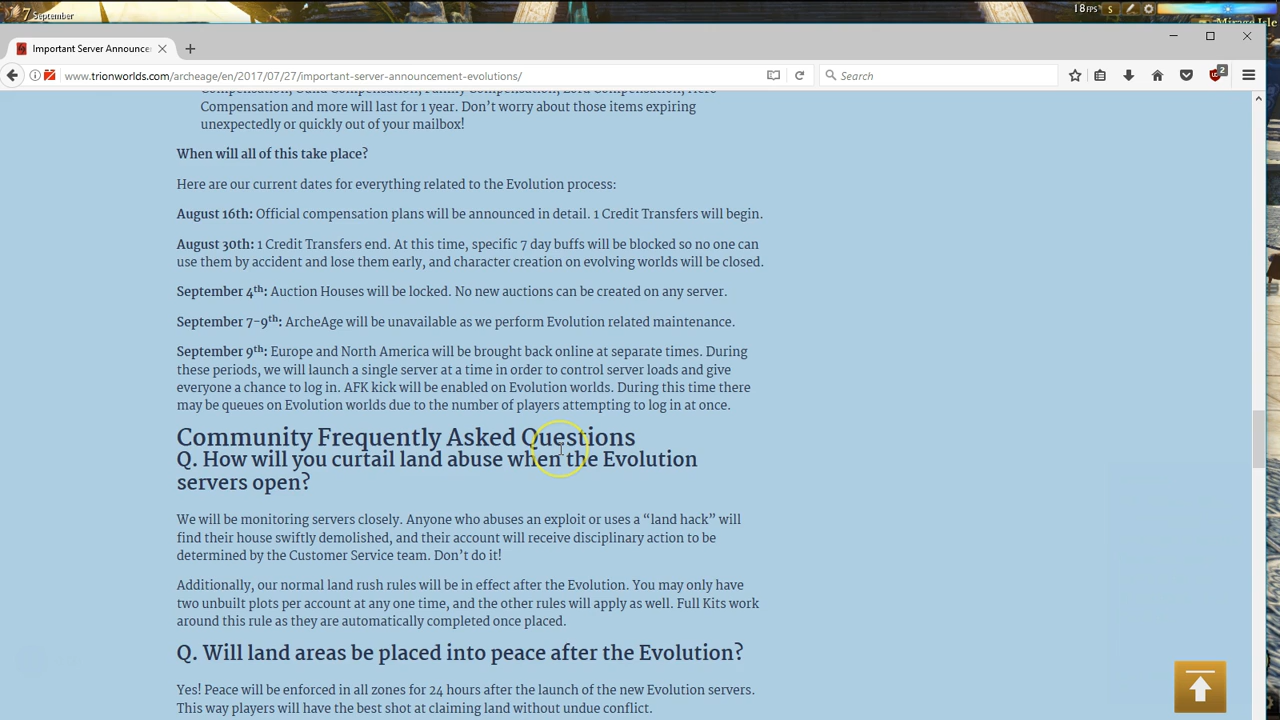 7 September
18 FPS
Mirage Isle
Important Server Announce
www.trionworlds.com/archeage/en/2017/07/27/important-server-announcement-evolutions/
Search
2
Compensation, Guild Compensation, Family Compensation, Lord Compensation, Hero
Compensation and more will last for 1 year. Don’t worry about those items expiring
unexpectedly or quickly out of your mailbox!
When will all of this take place?
Here are our current dates for everything related to the Evolution process:
August 16th: Official compensation plans will be announced in detail. 1 Credit Transfers will begin.
August 30th: 1 Credit Transfers end. At this time, specific 7 day buffs will be blocked so no one can
use them by accident and lose them early, and character creation on evolving worlds will be closed.
September 4th: Auction Houses will be locked. No new auctions can be created on any server.
September 7-9th: ArcheAge will be unavailable as we perform Evolution related maintenance.
September 9th: Europe and North America will be brought back online at separate times. During
these periods, we will launch a single server at a time in order to control server loads and give
everyone a chance to log in. AFK kick will be enabled on Evolution worlds. During this time there
may be queues on Evolution worlds due to the number of players attempting to log in at once.
Community Frequently Asked Questions
Q. How will you curtail land abuse when the Evolution
servers open?
We will be monitoring servers closely. Anyone who abuses an exploit or uses a “land hack” will
find their house swiftly demolished, and their account will receive disciplinary action to be
determined by the Customer Service team. Don’t do it!
Additionally, our normal land rush rules will be in effect after the Evolution. You may only have
two unbuilt plots per account at any one time, and the other rules will apply as well. Full Kits work
around this rule as they are automatically completed once placed.
Q. Will land areas be placed into peace after the Evolution?
Yes! Peace will be enforced in all zones for 24 hours after the launch of the new Evolution servers.
This way players will have the best shot at claiming land without undue conflict.